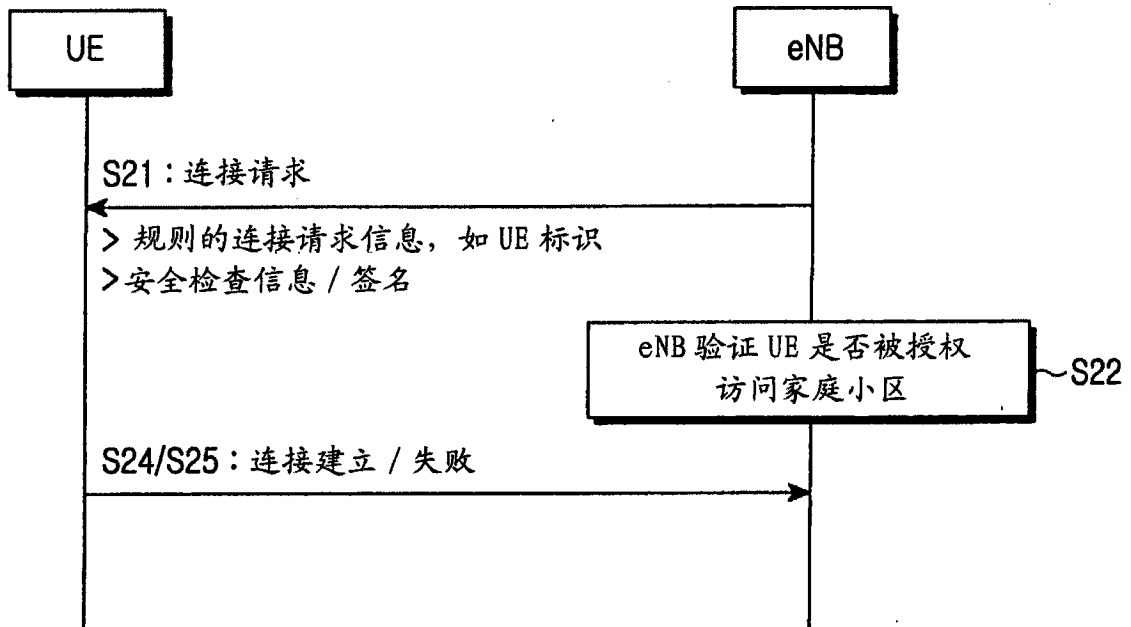 UE
eNB
S21：连接请求
> 规则的连接请求信息，如 UE 标识
>安全检查信息 / 签名
eNB 验证 UE 是否被授权
访问家庭小区
S22
S24/S25：连接建立 / 失败